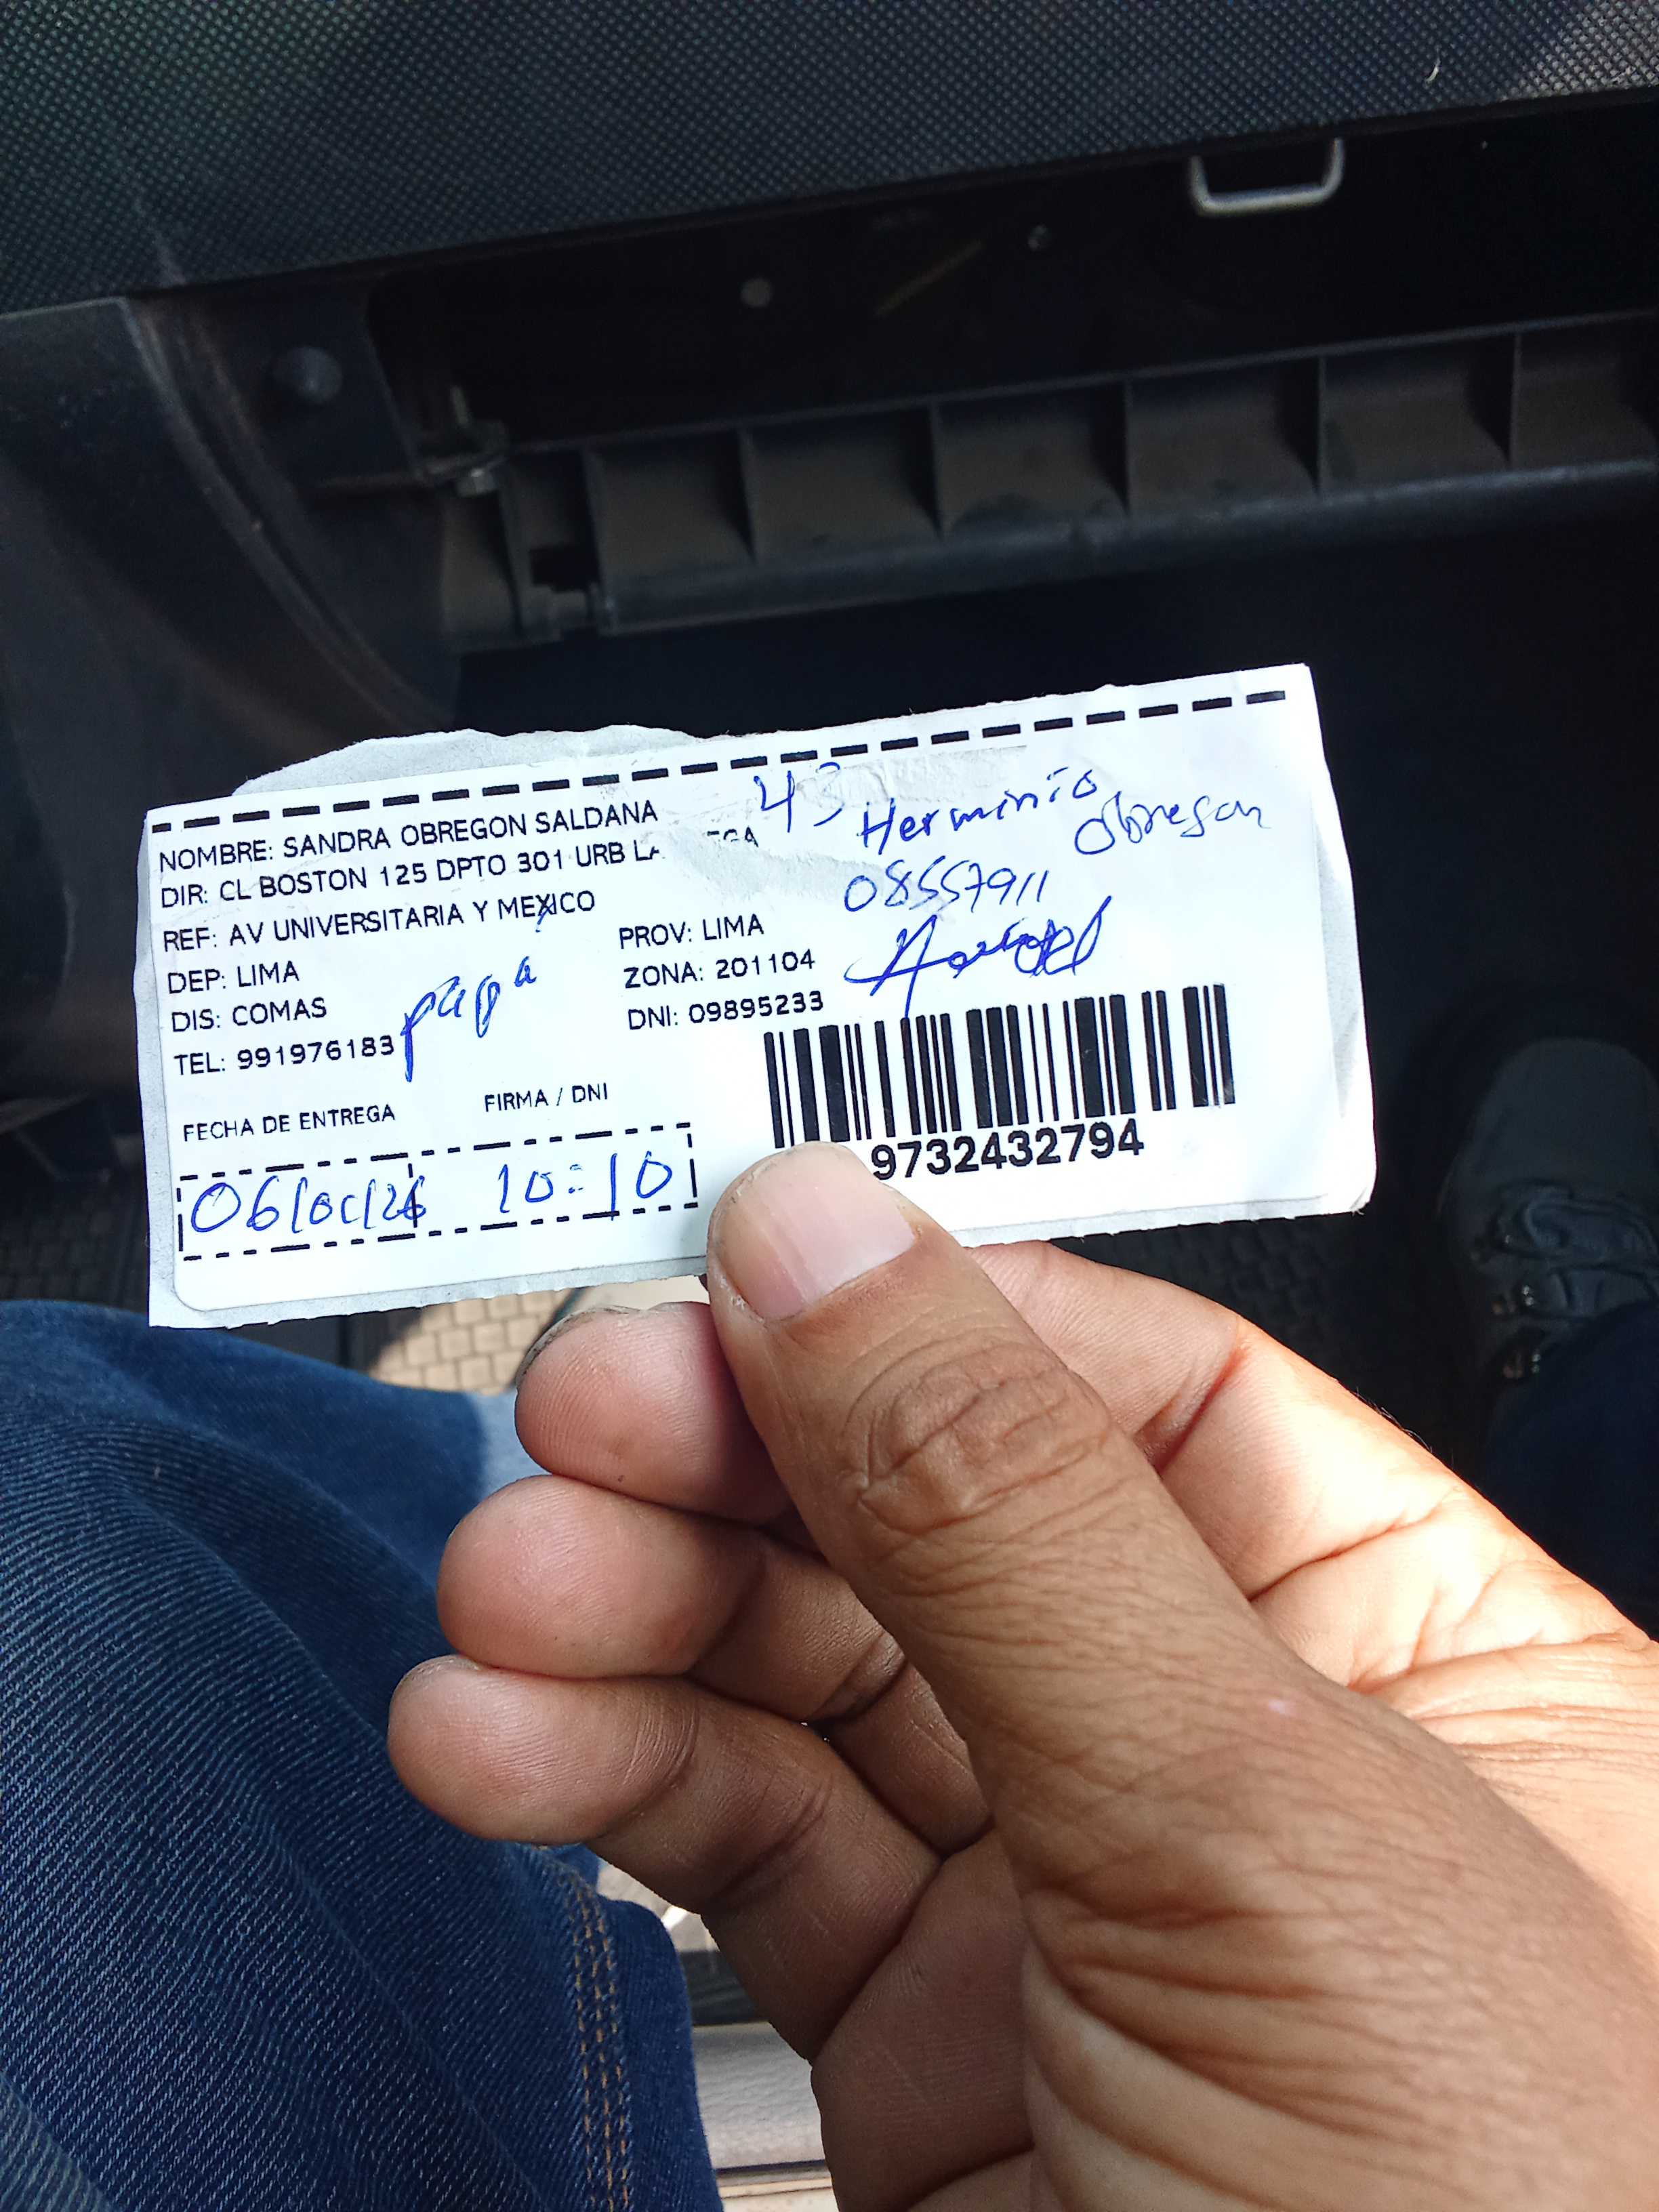 43 Herminio
Obregon
08557911
NOMBRE: SANDRA OBREGON SALDANA
DIR: CL BOSTON 125 DPTO 301 URB LA
REF: AV UNIVERSITARIA Y MEXICO
DEP: LIMA PROV: LIMA
DIS: COMAS ZONA: 201104
TEL: 991976183 papá DNI: 09895233
FECHA DE ENTREGA FIRMA / DNI
10:10
9732432794